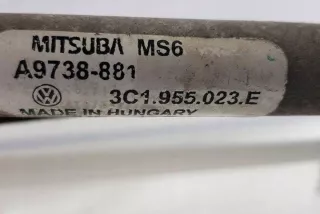 MITSUBA MS6
A9738-881
3C1.955.023.E
MADE IN HUNGARY